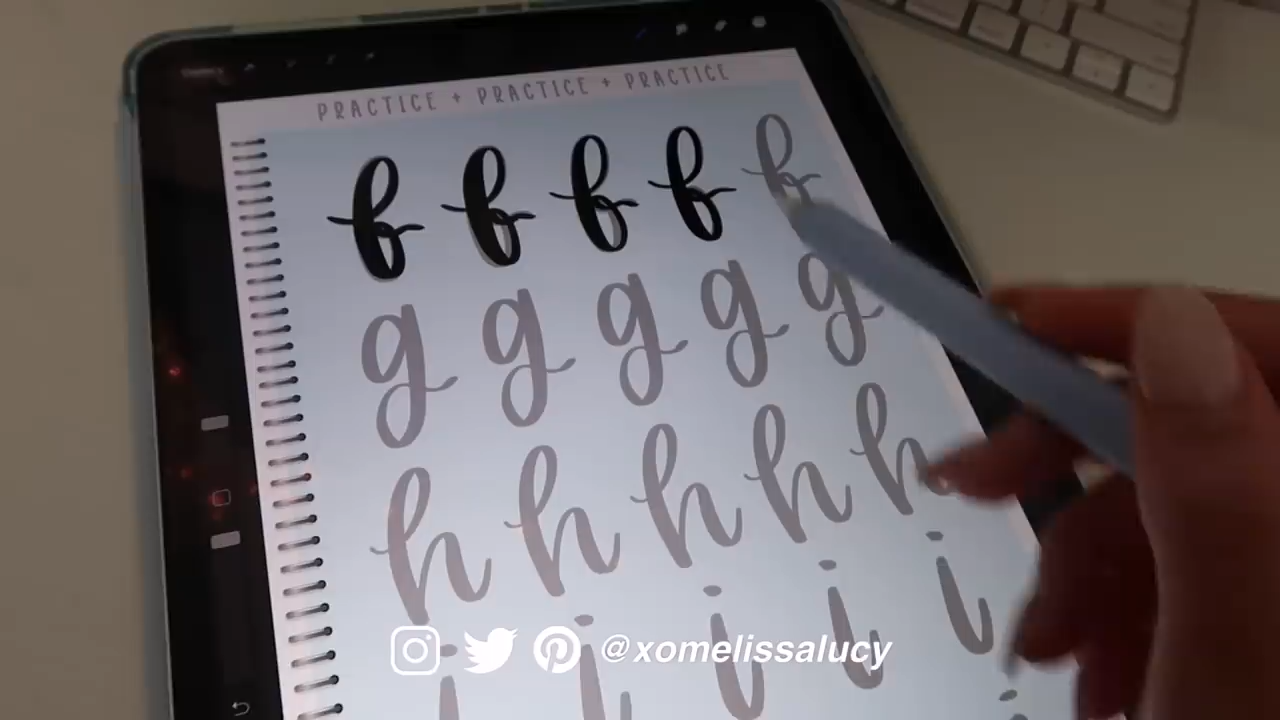 PRACTICE + PRACTICE + PRACTICE
f f f f f
g g g g g
h h h h h
i i i i i
@xomelissalucy